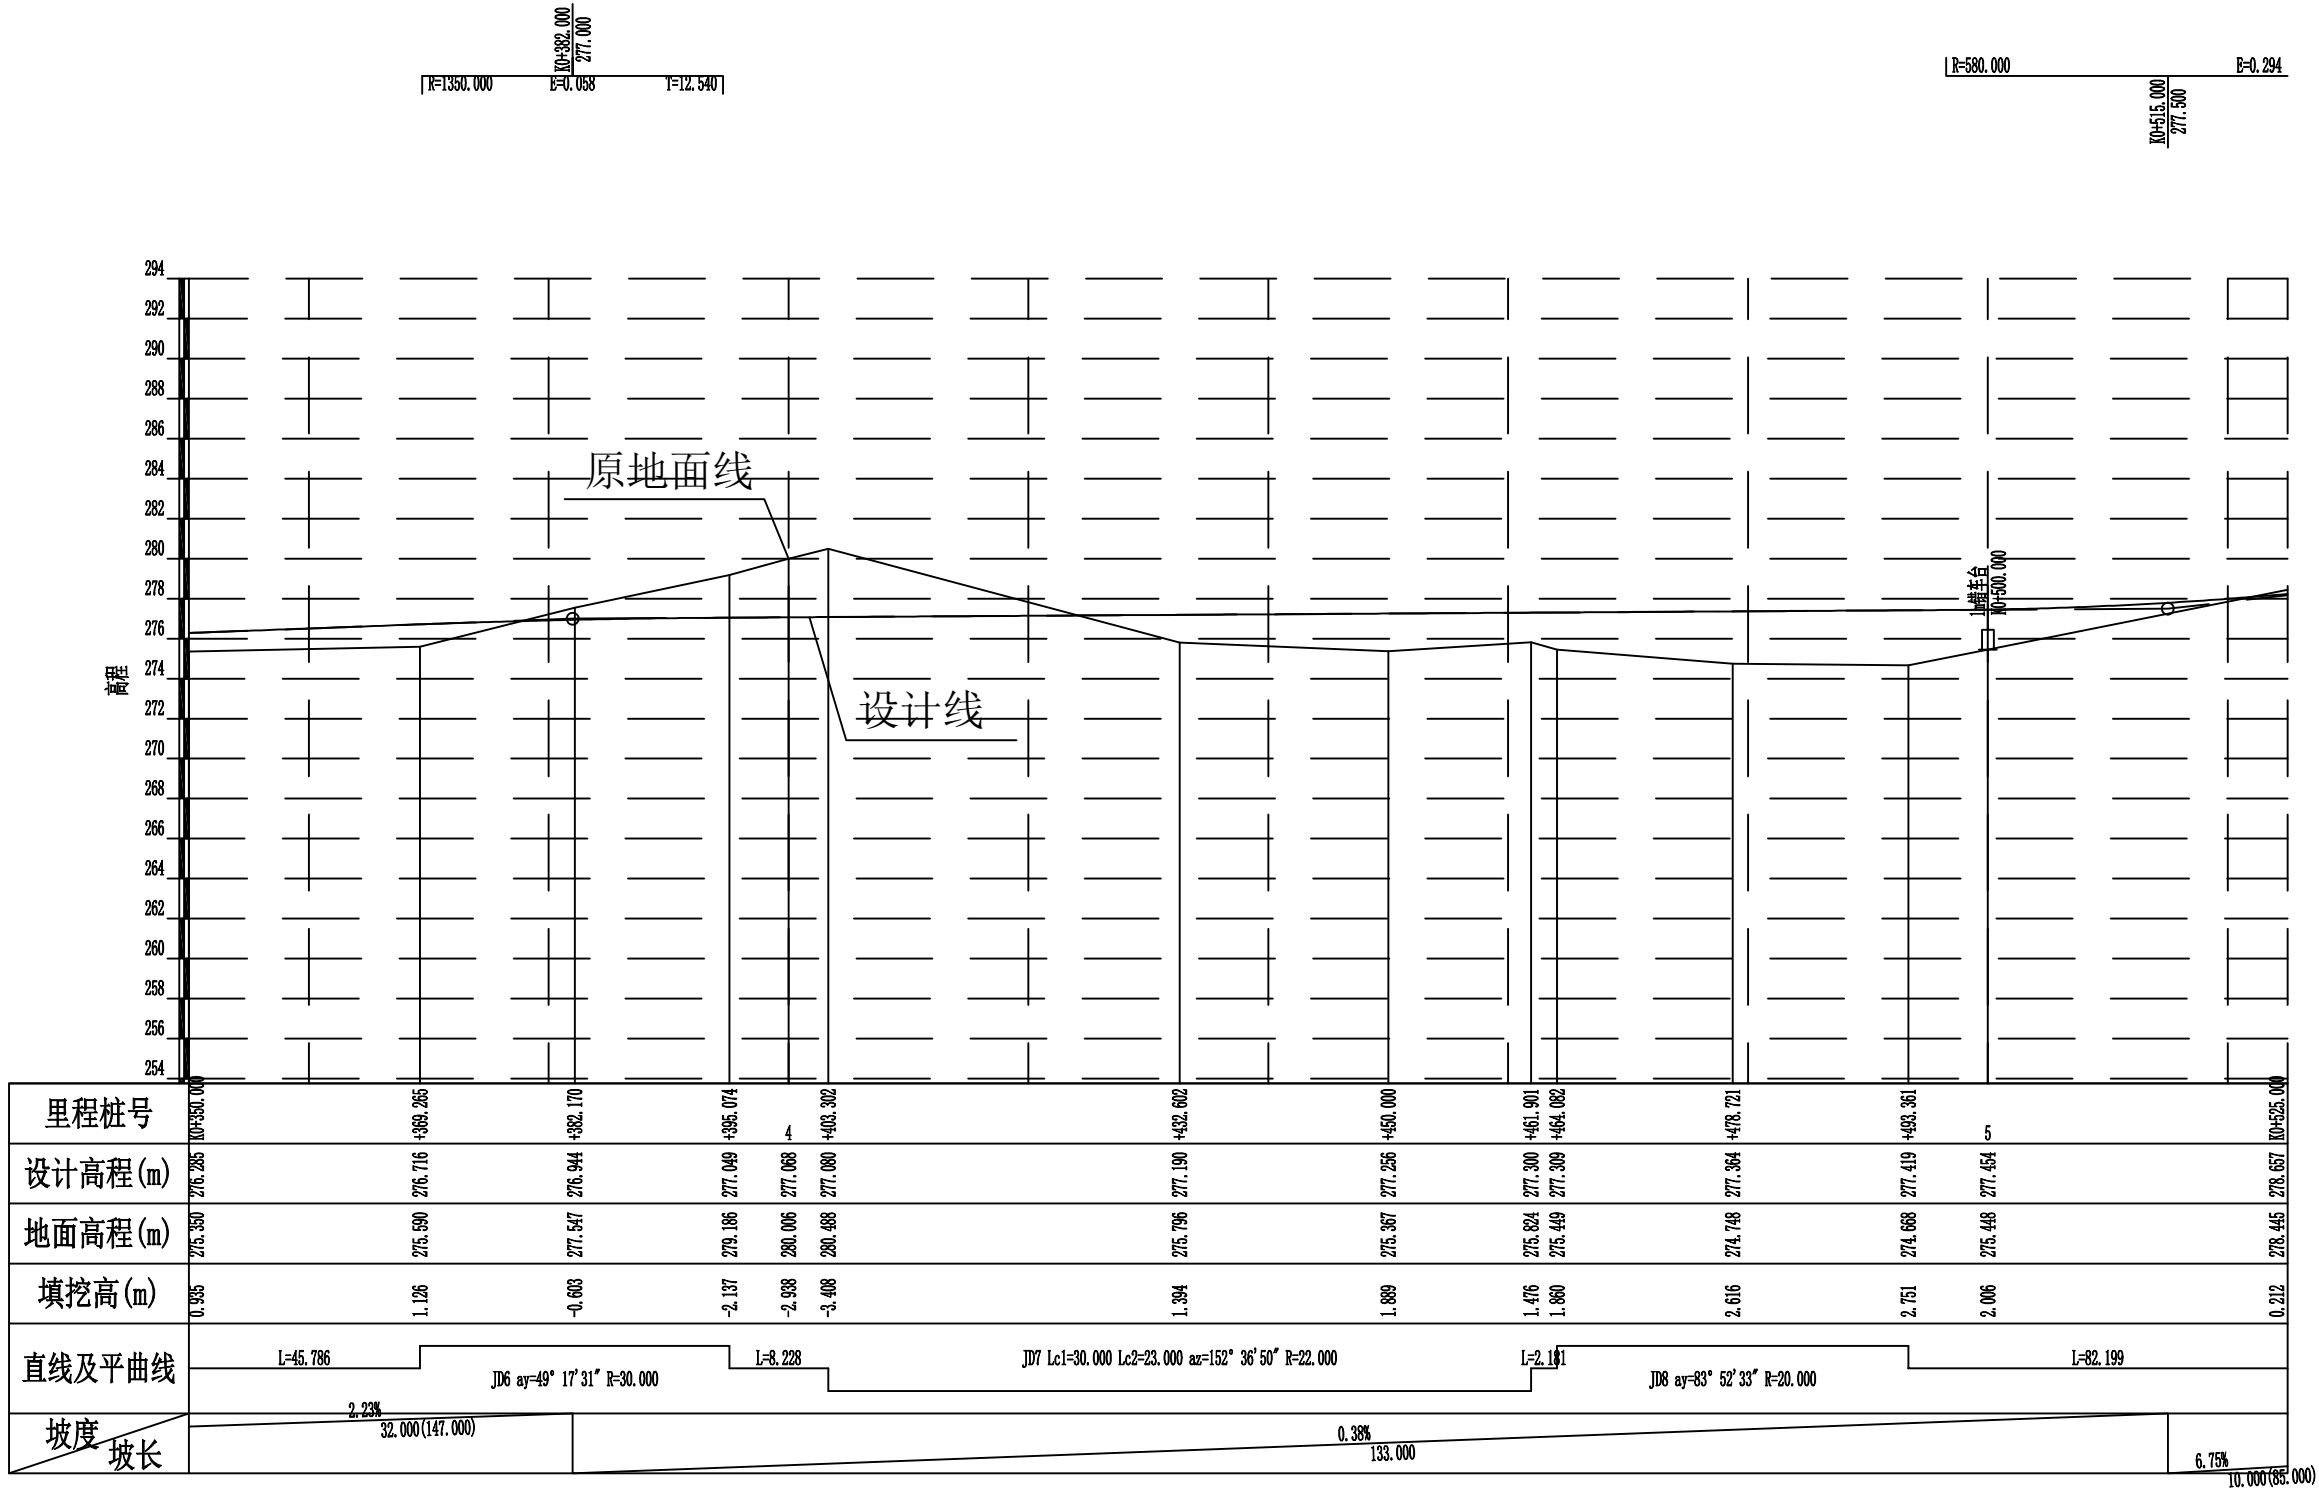 K0+382.000
277.000
R=1350.000 E=0.058 T=12.540
R=580.000 E=0.294
K0+515.000
277.500
294
292
290
288
286
284
282
280
278
276
274
272
270
268
266
264
262
260
258
256
254
高程
原地面线
设计线
1m错车台
K0+500.000
里程桩号 K0+350.000 +369.265 +382.170 +395.074 4 +403.302 +432.602 +450.000 +461.901 +464.082 +478.721 +493.361 5 K0+525.000
设计高程(m) 276.285 276.716 276.944 277.049 277.068 277.080 277.190 277.256 277.300 277.309 277.364 277.419 277.454 278.657
地面高程(m) 275.350 275.590 277.547 279.186 280.006 280.488 275.796 275.367 275.824 275.449 274.748 274.668 275.448 278.445
填挖高(m) 0.935 1.126 -0.603 -2.137 -2.938 -3.408 1.394 1.889 1.476 1.860 2.616 2.751 2.006 0.212
直线及平曲线 L=45.786 JD6 ay=49°17'31" R=30.000 L=8.228 JD7 Lc1=30.000 Lc2=23.000 az=152°36'50" R=22.000 L=2.181 JD8 ay=83°52'33" R=20.000 L=82.199
坡度 2.23% 0.38% 6.75%
坡长 32.000(147.000) 133.000 10.000(85.000)